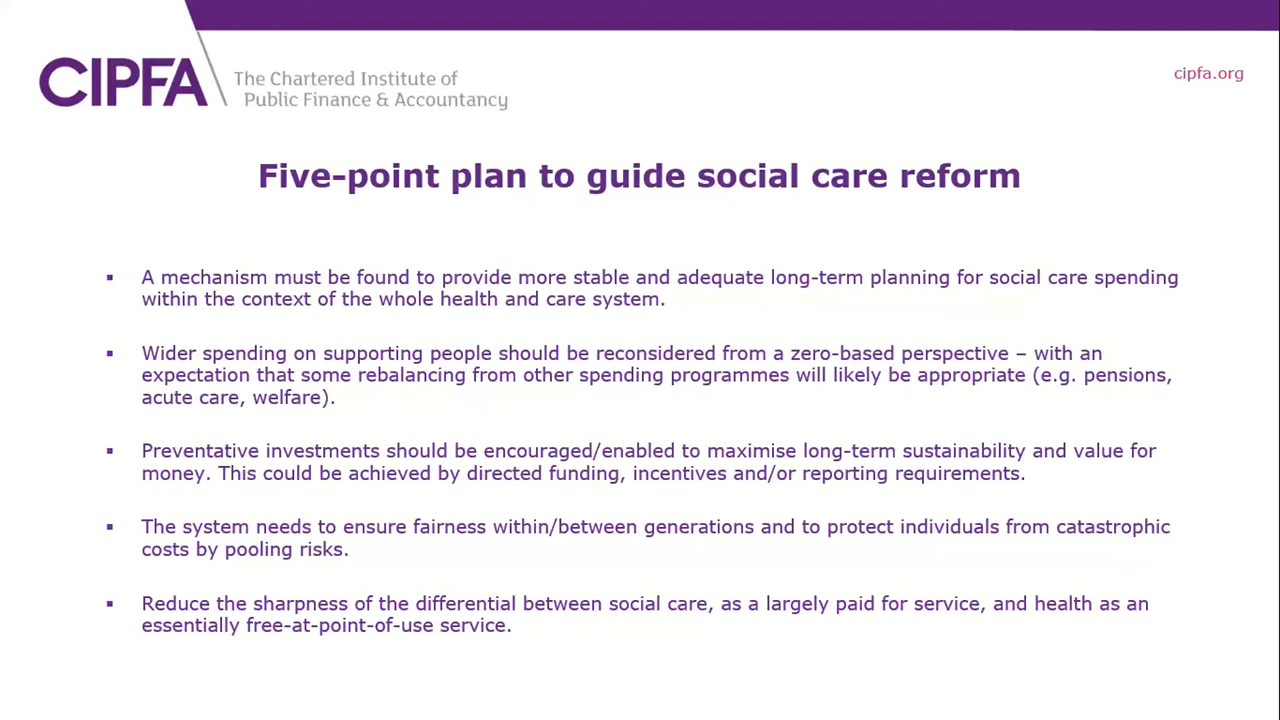 CIPFA
The Chartered Institute of
Public Finance & Accountancy
cipfa.org
Five-point plan to guide social care reform
▪ A mechanism must be found to provide more stable and adequate long-term planning for social care spending
within the context of the whole health and care system.
▪ Wider spending on supporting people should be reconsidered from a zero-based perspective – with an
expectation that some rebalancing from other spending programmes will likely be appropriate (e.g. pensions,
acute care, welfare).
▪ Preventative investments should be encouraged/enabled to maximise long-term sustainability and value for
money. This could be achieved by directed funding, incentives and/or reporting requirements.
▪ The system needs to ensure fairness within/between generations and to protect individuals from catastrophic
costs by pooling risks.
▪ Reduce the sharpness of the differential between social care, as a largely paid for service, and health as an
essentially free-at-point-of-use service.